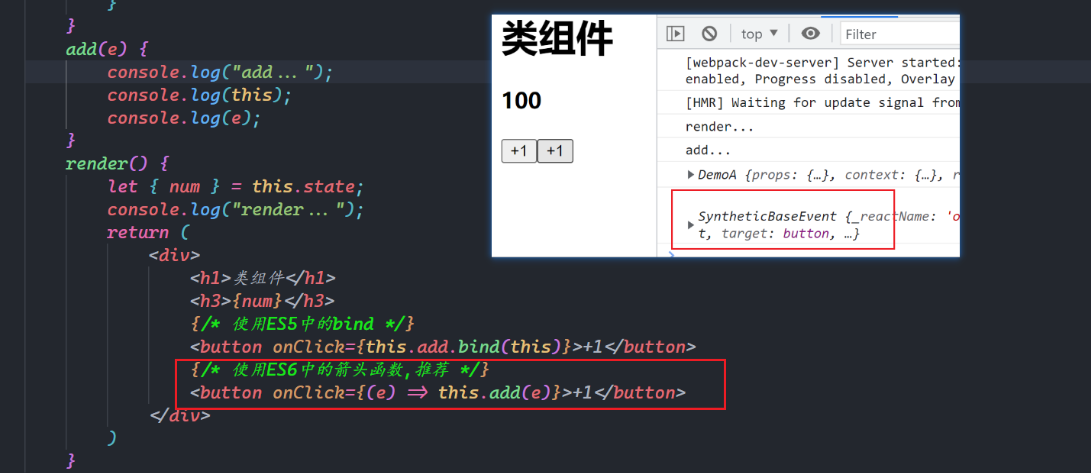 }
}
add(e) {
console.log("add...");
console.log(this);
console.log(e);
}
render() {
let { num } = this.state;
console.log("render...");
return (
<div>
<h1>类组件</h1>
<h3>{num}</h3>
{/* 使用ES5中的bind */}
<button onClick={this.add.bind(this)}>+1</button>
{/* 使用ES6中的箭头函数,推荐 */}
<button onClick={(e) => this.add(e)}>+1</button>
</div>
)
}
类组件
100
+1 +1
top Filter
[webpack-dev-server] Server started:
enabled, Progress disabled, Overlay
[HMR] Waiting for update signal from
render...
add...
DemoA {props: {…}, context: {…}, r
SyntheticBaseEvent {_reactName: 'o
t, target: button, …}